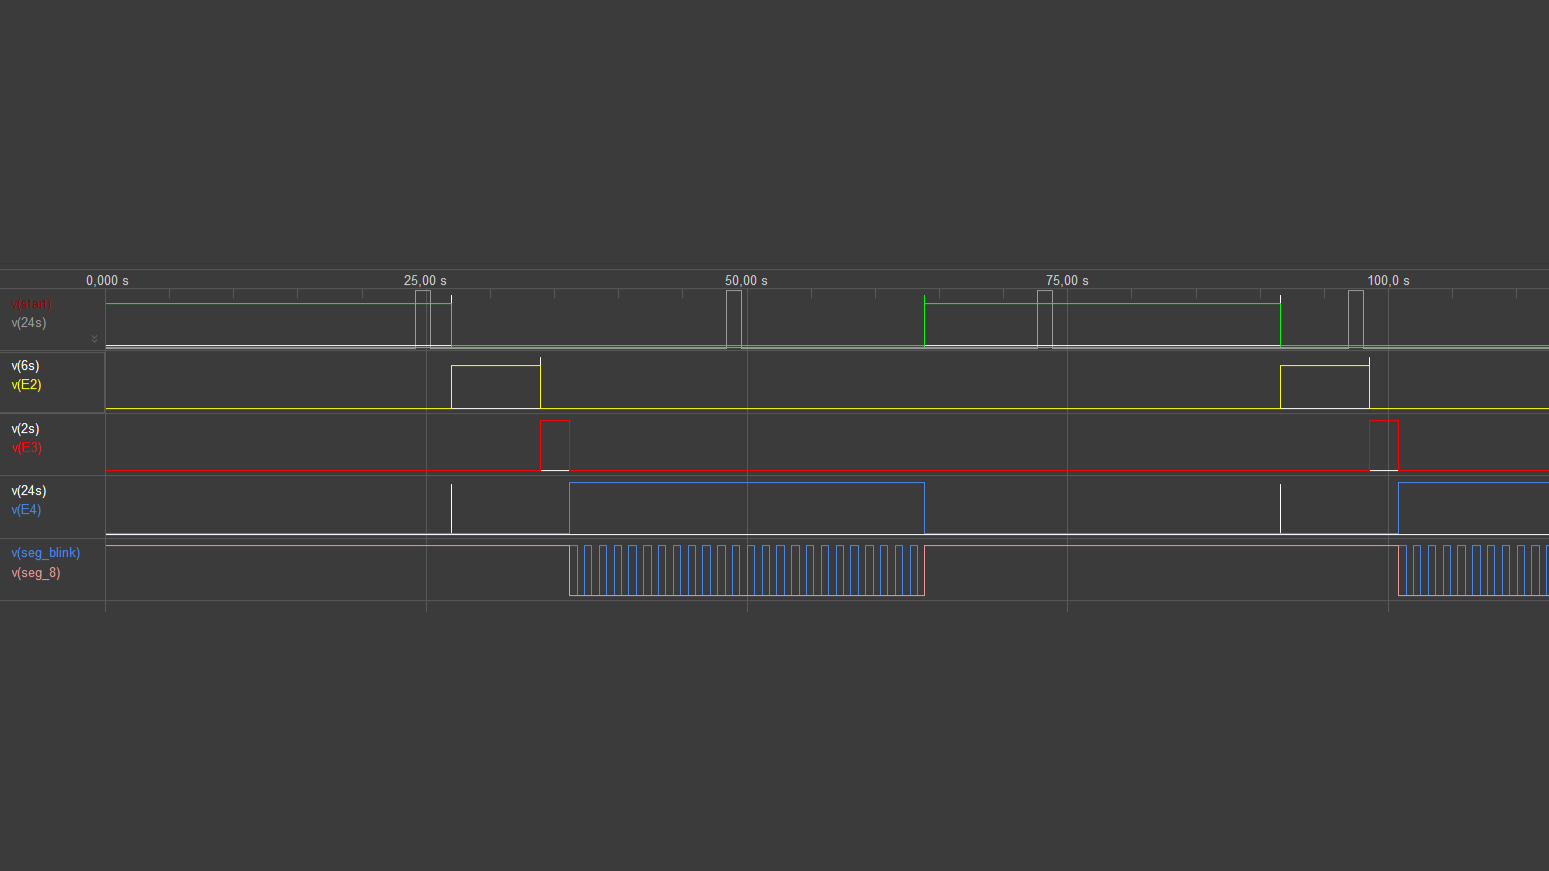 0,000 s 25,00 s 50,00 s 75,00 s 100,0 s
v(start)
v(24s)
v(6s)
v(E2)
v(2s)
v(E3)
v(24s)
v(E4)
v(seg_blink)
v(seg_8)